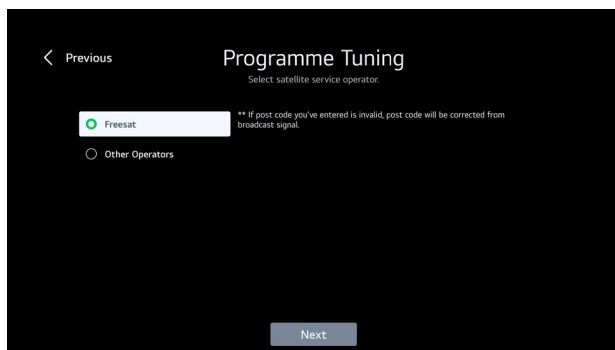 Previous
Programme Tuning
Select satellite service operator.
Freesat
** If post code you've entered is invalid, post code will be corrected from
broadcast signal.
Other Operators
Next